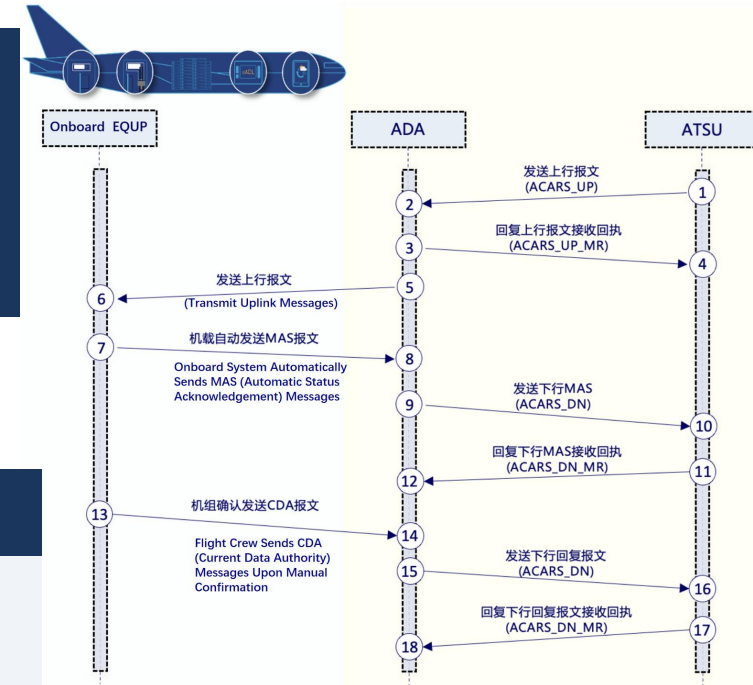 xADL
Onboard EQUP
ADA
ATSU
发送上行报文
(ACARS_UP)
1
2
回复上行报文接收回执
(ACARS_UP_MR)
3
4
发送上行报文
(Transmit Uplink Messages)
5
6
机载自动发送MAS报文
7
8
Onboard System Automatically
Sends MAS (Automatic Status
Acknowledgement) Messages
发送下行MAS
(ACARS_DN)
9
10
回复下行MAS接收回执
(ACARS_DN_MR)
11
12
机组确认发送CDA报文
13
14
Flight Crew Sends CDA
(Current Data Authority)
Messages Upon Manual
Confirmation
发送下行回复报文
(ACARS_DN)
15
16
回复下行回复报文接收回执
(ACARS_DN_MR)
17
18